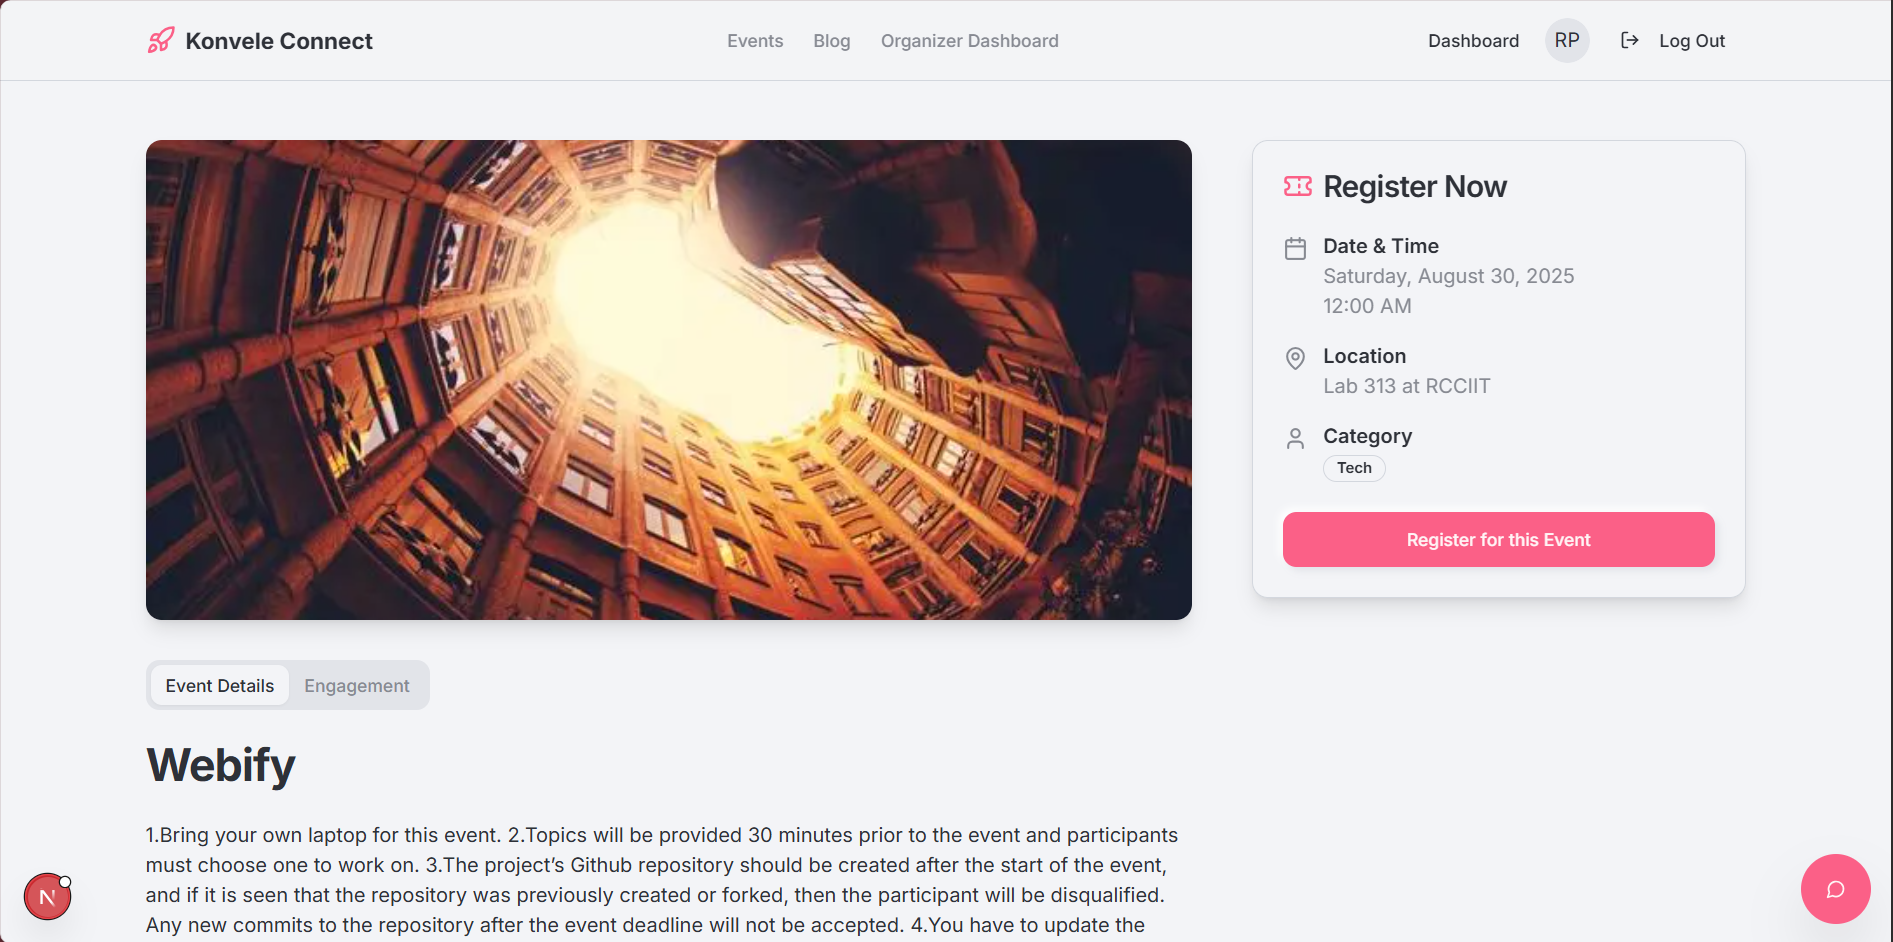 Konvele Connect
Events
Blog
Organizer Dashboard
Dashboard
RP
Log Out
Register Now
Date & Time
Saturday, August 30, 2025
12:00 AM
Location
Lab 313 at RCCIIT
Category
Tech
Register for this Event
Event Details
Engagement
Webify
1.Bring your own laptop for this event. 2.Topics will be provided 30 minutes prior to the event and participants
must choose one to work on. 3.The project’s Github repository should be created after the start of the event,
and if it is seen that the repository was previously created or forked, then the participant will be disqualified.
Any new commits to the repository after the event deadline will not be accepted. 4.You have to update the
N